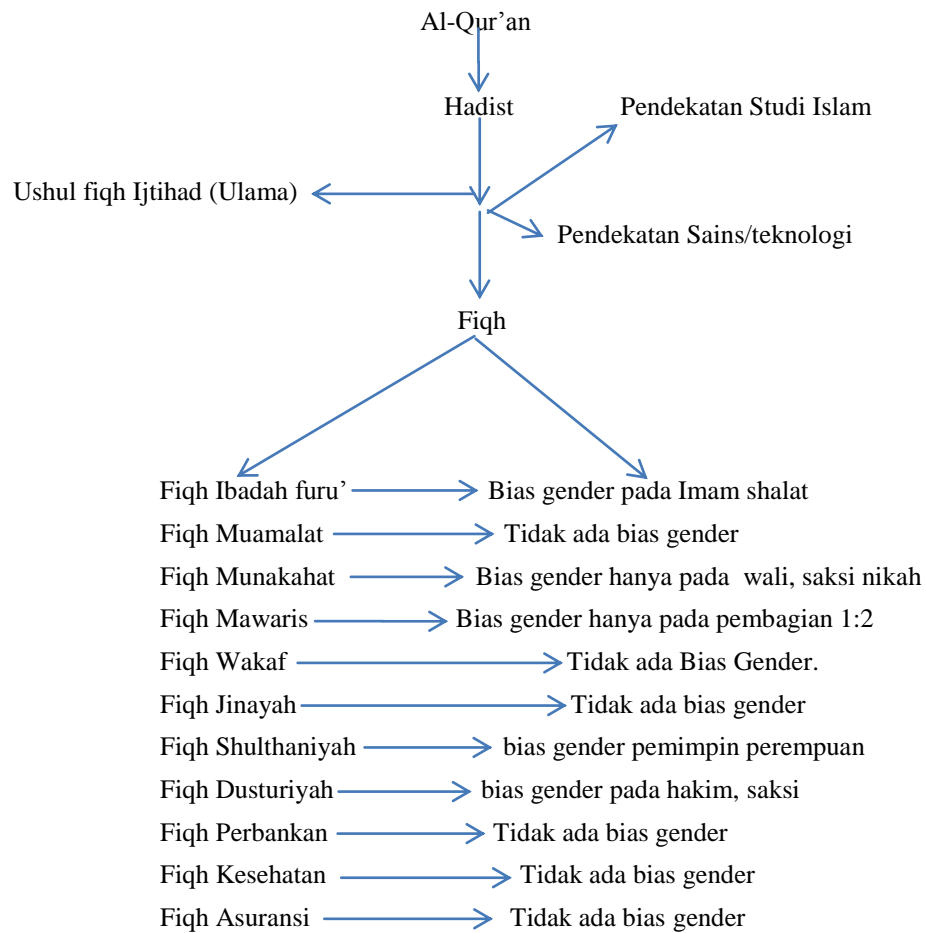 Al-Qur’an
Hadist
Pendekatan Studi Islam
Ushul fiqh Ijtihad (Ulama)
Pendekatan Sains/teknologi
Fiqh
Fiqh Ibadah furu’ Bias gender pada Imam shalat
Fiqh Muamalat Tidak ada bias gender
Fiqh Munakahat Bias gender hanya pada wali, saksi nikah
Fiqh Mawaris Bias gender hanya pada pembagian 1:2
Fiqh Wakaf Tidak ada Bias Gender.
Fiqh Jinayah Tidak ada bias gender
Fiqh Shulthaniyah bias gender pemimpin perempuan
Fiqh Dusturiyah bias gender pada hakim, saksi
Fiqh Perbankan Tidak ada bias gender
Fiqh Kesehatan Tidak ada bias gender
Fiqh Asuransi Tidak ada bias gender